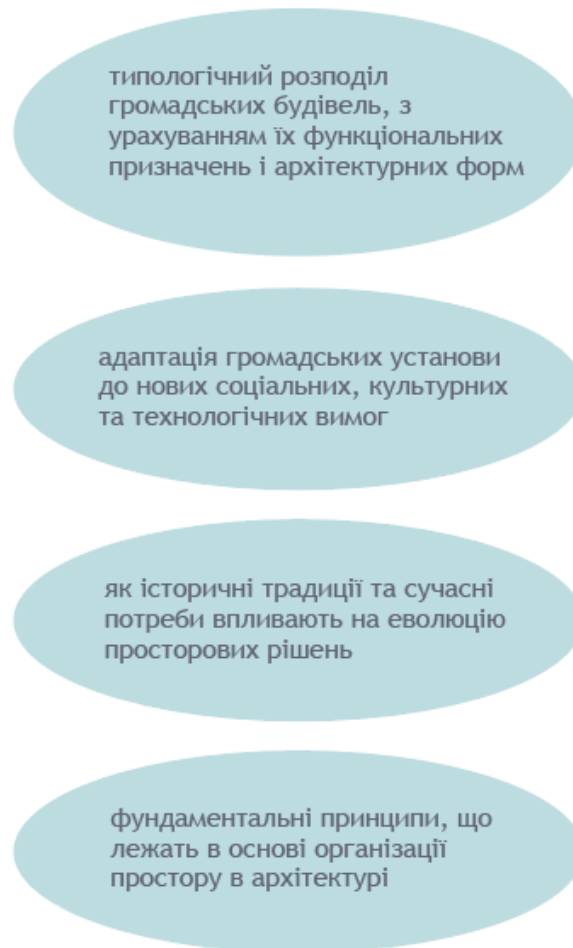 типологічний розподіл
громадських будівель, з
урахуванням їх функціональних
призначень і архітектурних форм
адаптація громадських установи
до нових соціальних, культурних
та технологічних вимог
як історичні традиції та сучасні
потреби впливають на еволюцію
просторових рішень
фундаментальні принципи, що
лежать в основі організації
простору в архітектурі